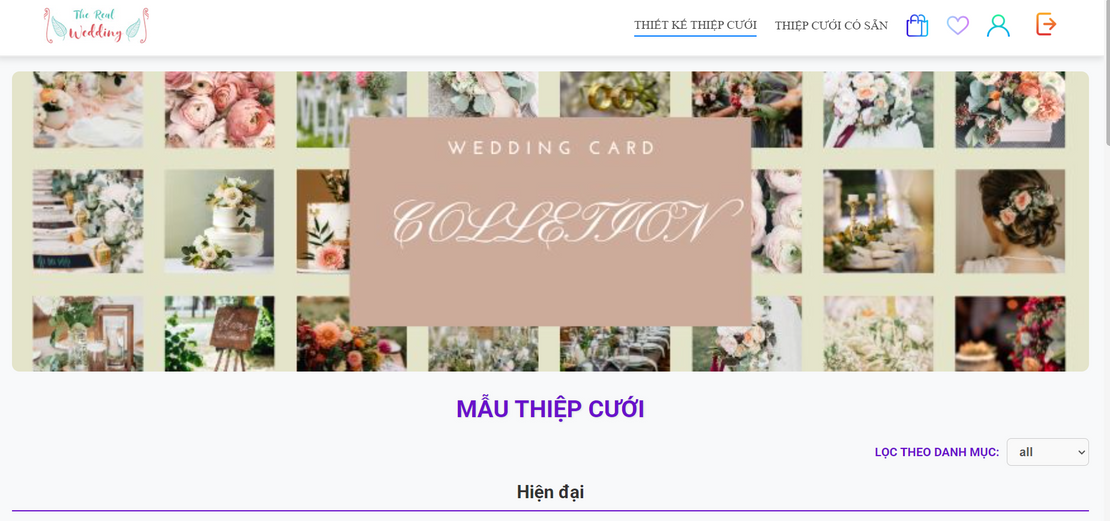 The Real
Wedding
THIẾT KẾ THIỆP CƯỚI
THIỆP CƯỚI CÓ SẴN
WEDDING CARD
COLLETION
welcome
MẪU THIỆP CƯỚI
LỌC THEO DANH MỤC:
all
Hiện đại